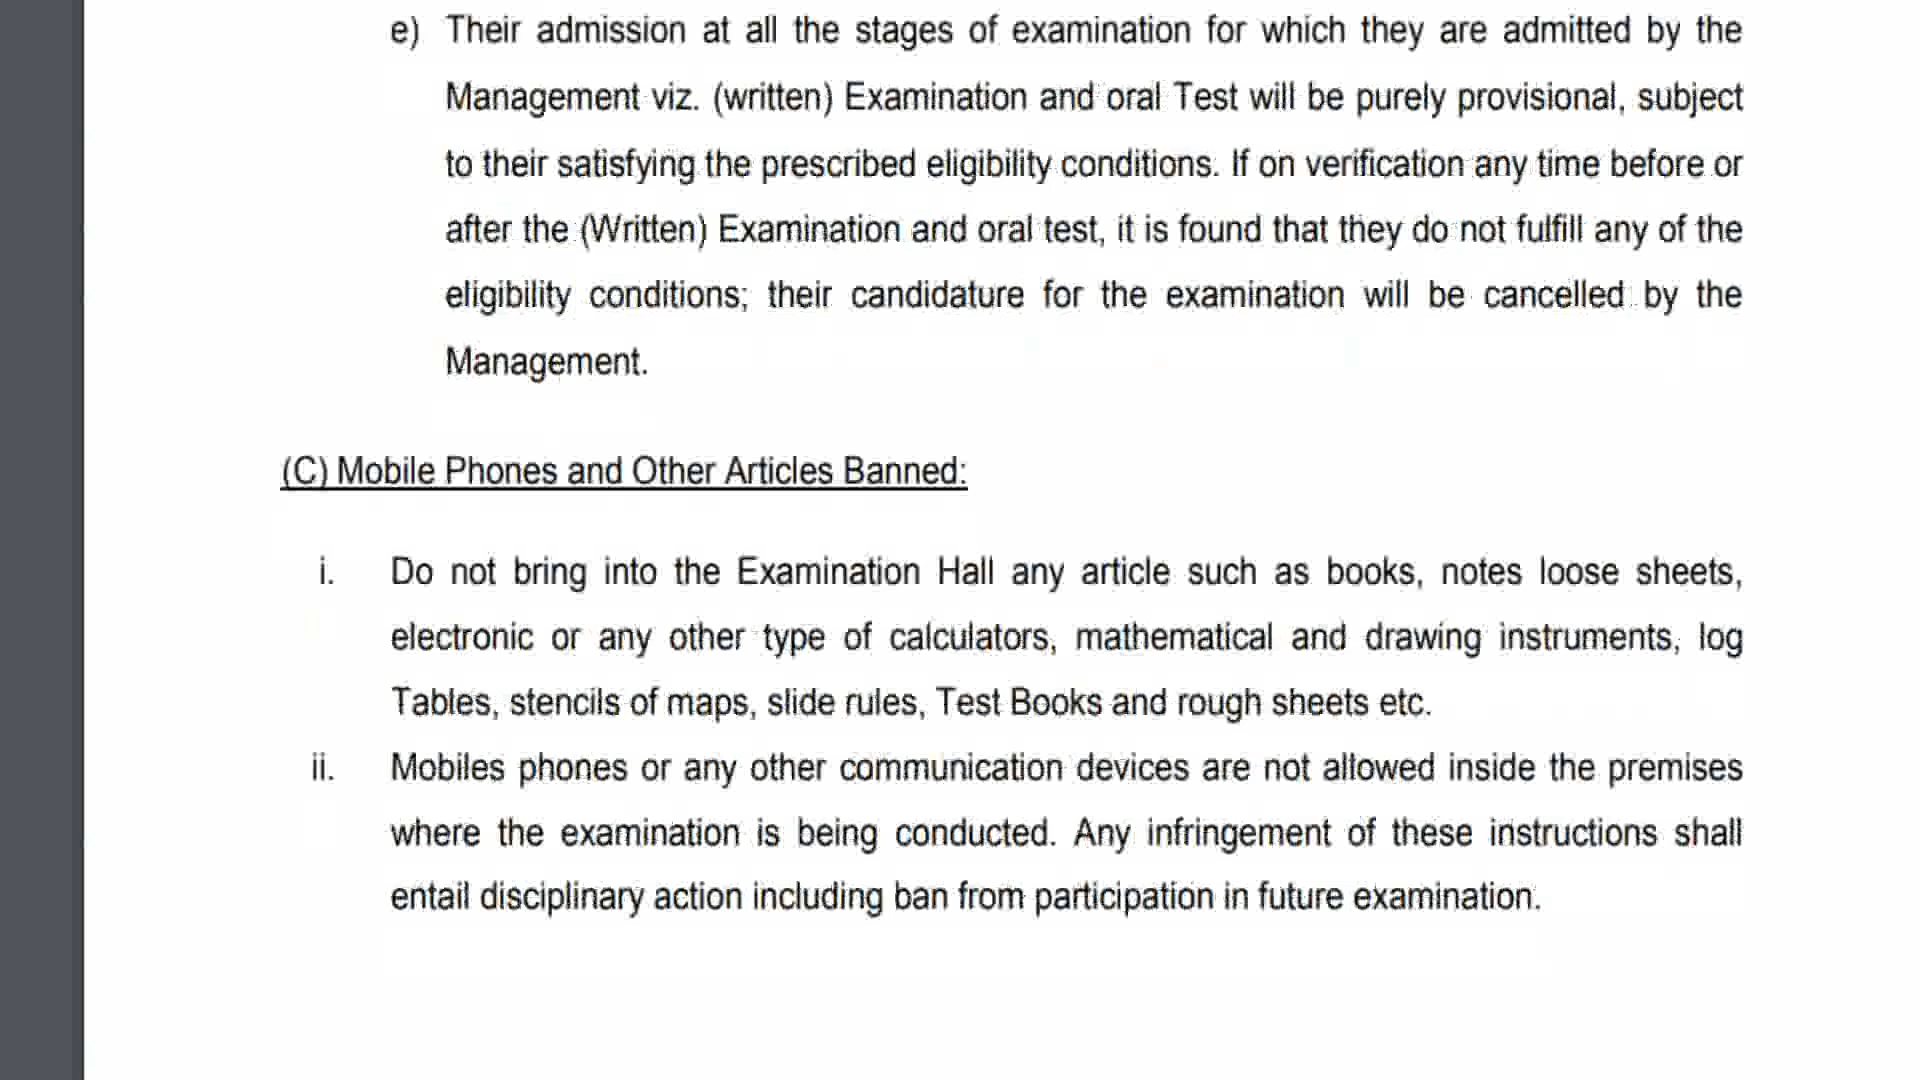 e) Their admission at all the stages of examination for which they are admitted by the
Management viz. (written) Examination and oral Test will be purely provisional, subject
to their satisfying the prescribed eligibility conditions. If on verification any time before or
after the (Written) Examination and oral test, it is found that they do not fulfill any of the
eligibility conditions; their candidature for the examination will be cancelled by the
Management.
(C) Mobile Phones and Other Articles Banned:
i. Do not bring into the Examination Hall any article such as books, notes loose sheets,
electronic or any other type of calculators, mathematical and drawing instruments, log
Tables, stencils of maps, slide rules, Test Books and rough sheets etc.
ii. Mobiles phones or any other communication devices are not allowed inside the premises
where the examination is being conducted. Any infringement of these instructions shall
entail disciplinary action including ban from participation in future examination.